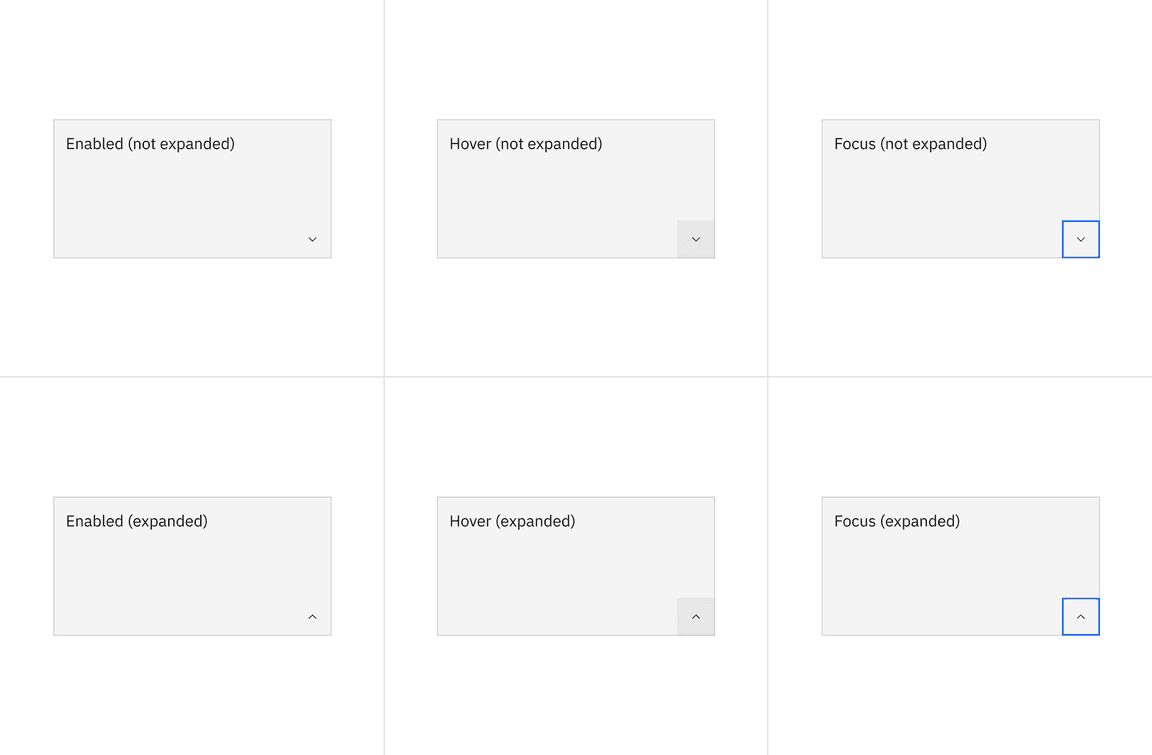 Enabled (not expanded)
Hover (not expanded)
Focus (not expanded)
Enabled (expanded)
Hover (expanded)
Focus (expanded)